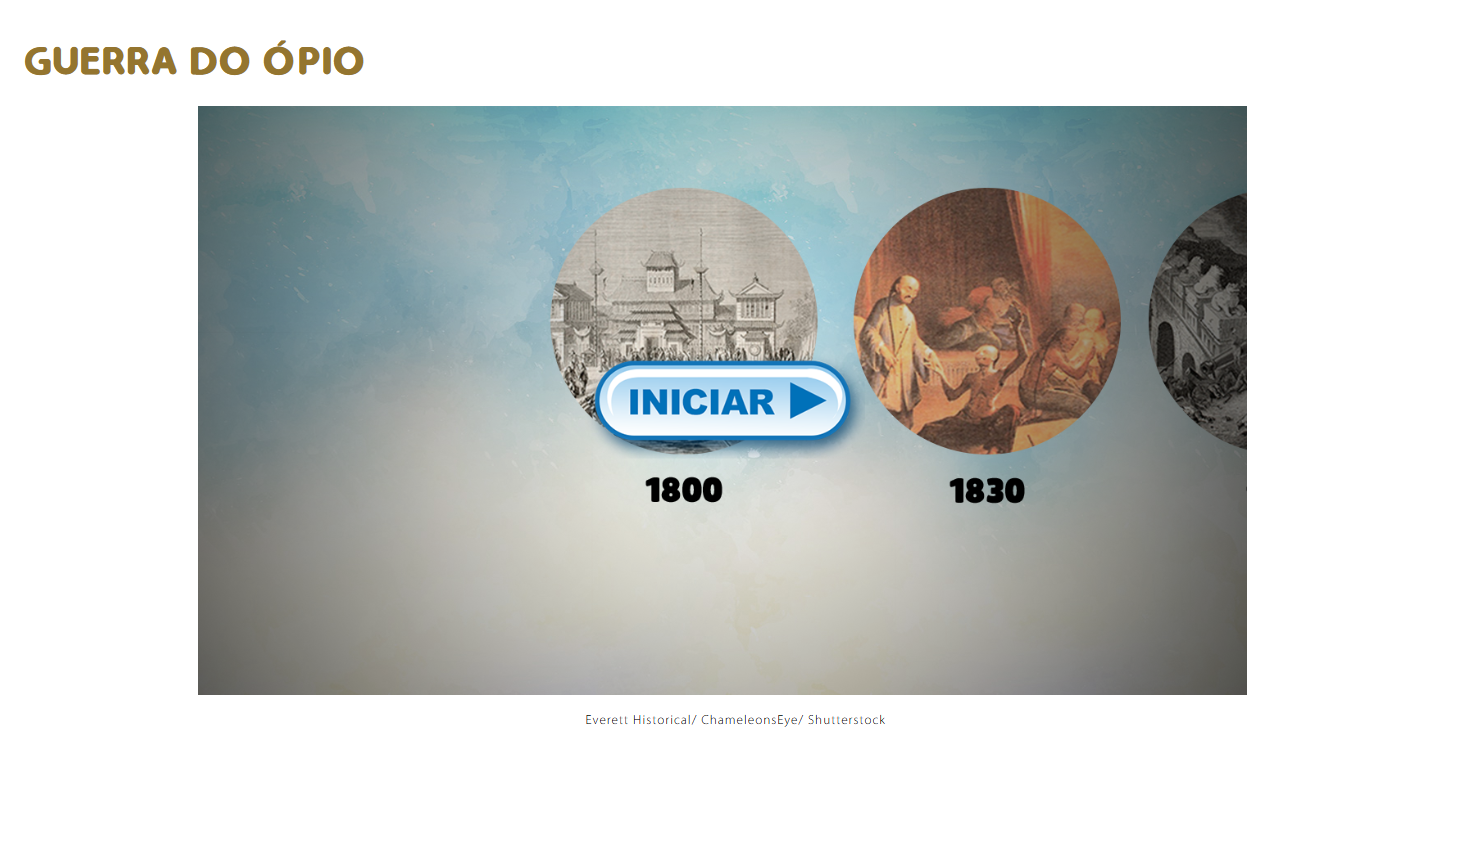 GUERRA DO ÓPIO
INICIAR
1800
1830
Everett Historical/ ChameleonsEye/ Shutterstock